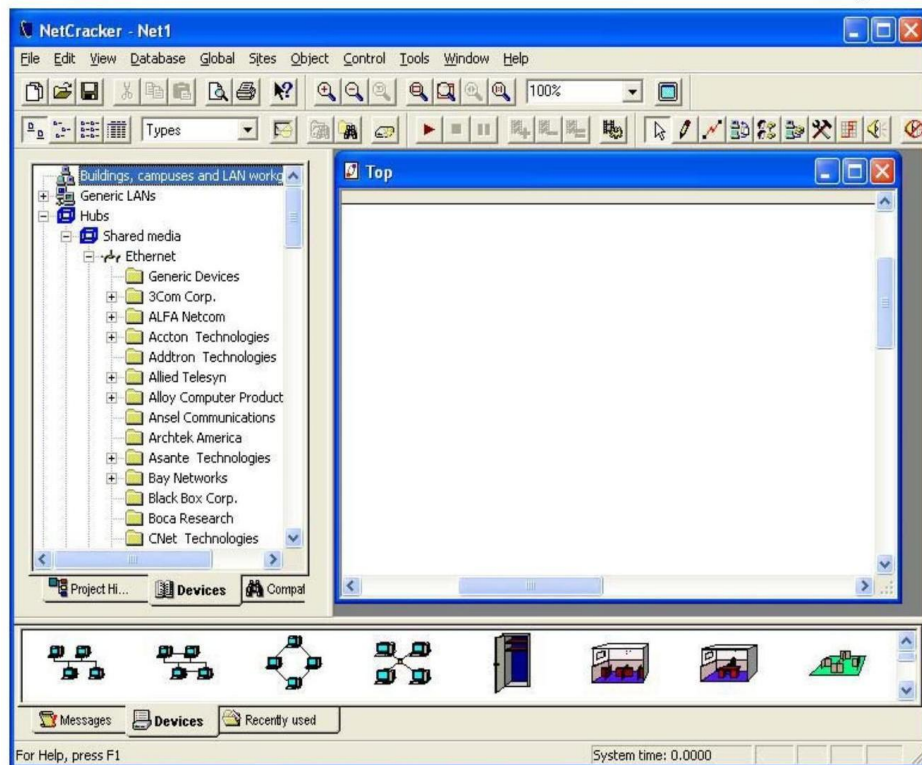 NetCracker - Net1
File Edit View Database Global Sites Object Control Tools Window Help
100%
Types
Buildings, campuses and LAN workg
Generic LANs
Hubs
Shared media
Ethernet
Generic Devices
3Com Corp.
ALFA Netcom
Accton Technologies
Addtron Technologies
Allied Telesyn
Alloy Computer Product
Ansel Communications
Archtek America
Asante Technologies
Bay Networks
Black Box Corp.
Boca Research
CNet Technologies
Project Hi... Devices Compat
Top
Messages Devices Recently used
For Help, press F1 System time: 0.0000